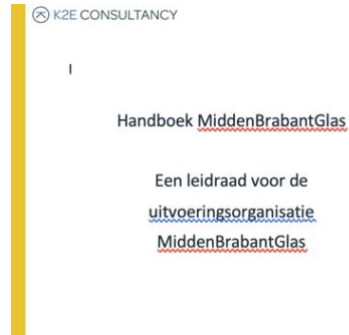 K2E CONSULTANCY
Handboek MiddenBrabantGlas
Een leidraad voor de
uitvoeringsorganisatie
MiddenBrabantGlas